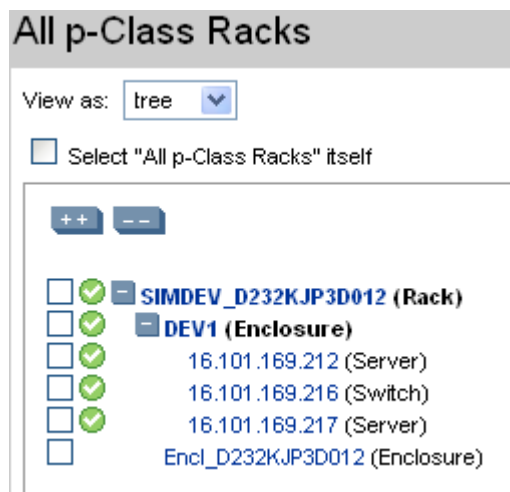 All p-Class Racks
View as: tree
Select "All p-Class Racks" itself
++ --
SIMDEV_D232KJP3D012 (Rack)
DEV1 (Enclosure)
16.101.169.212 (Server)
16.101.169.216 (Switch)
16.101.169.217 (Server)
Encl_D232KJP3D012 (Enclosure)